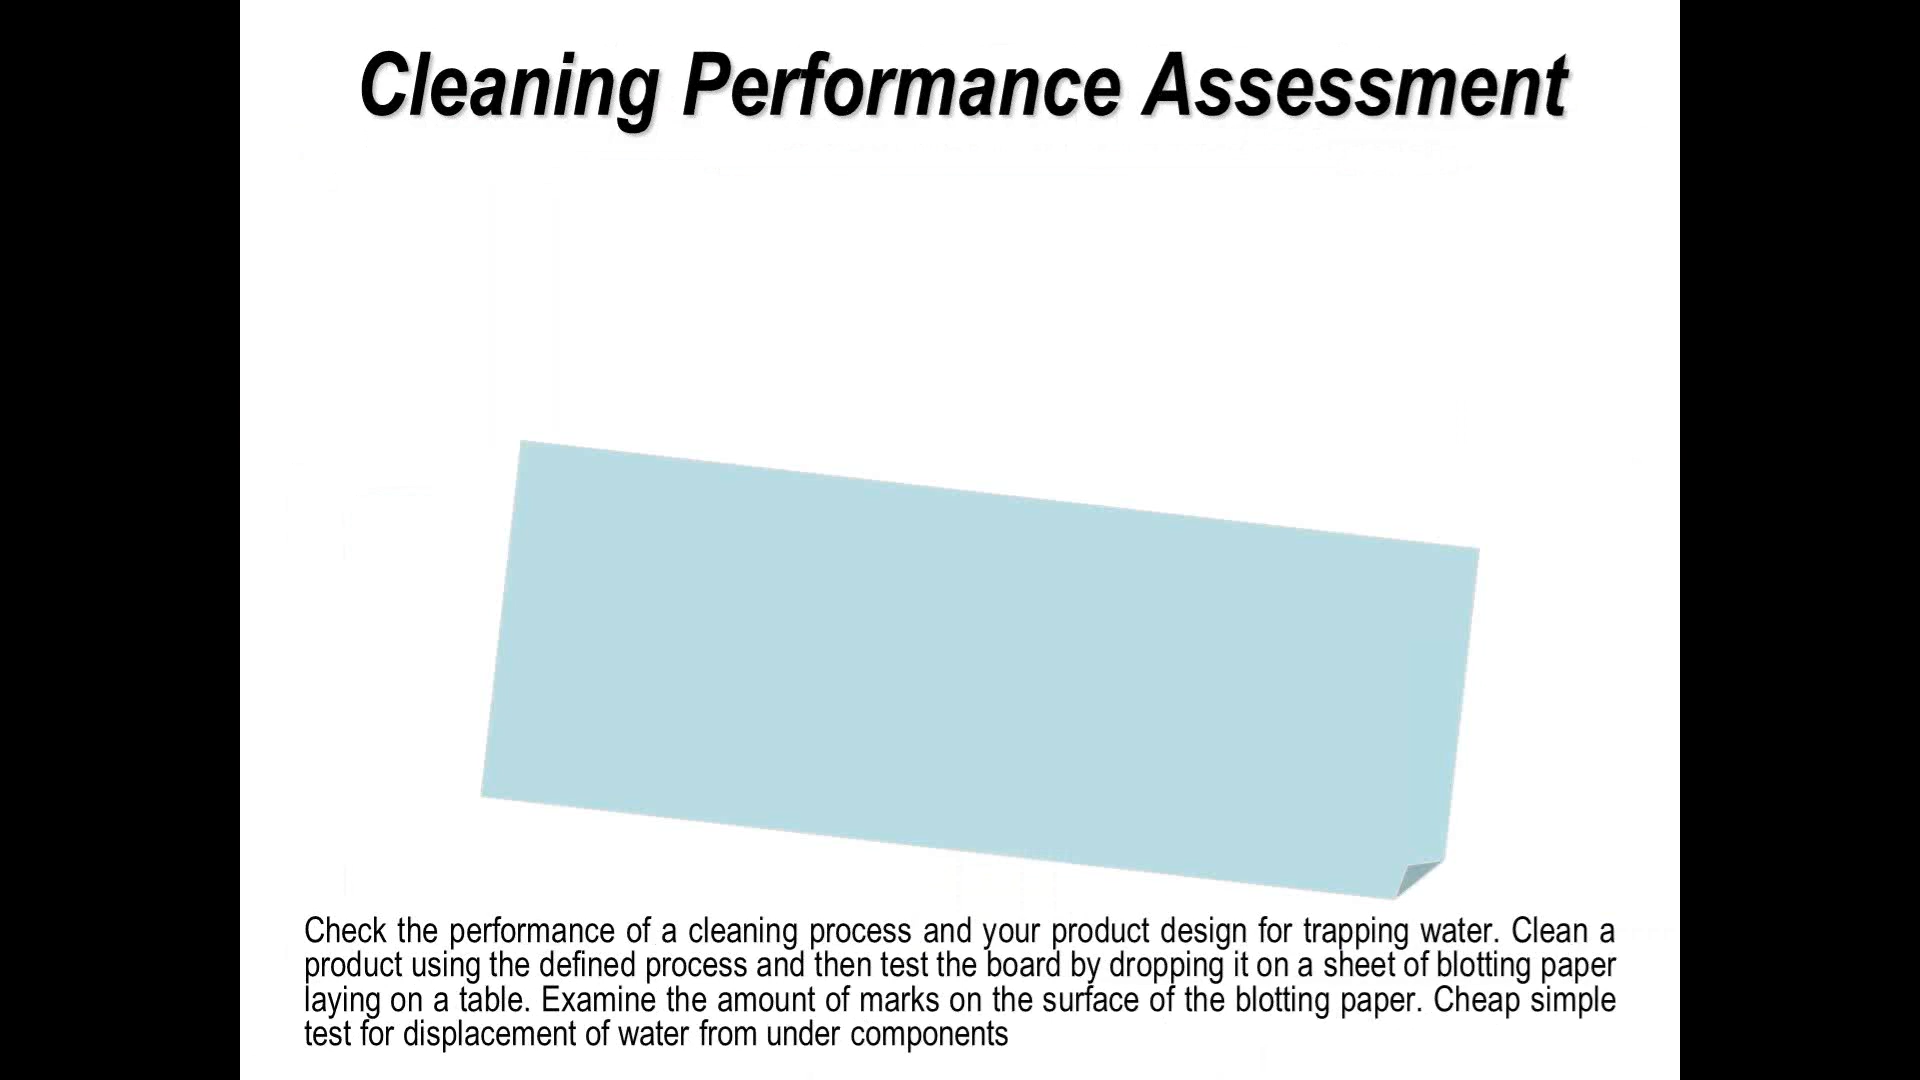 Cleaning Performance Assessment
Check the performance of a cleaning process and your product design for trapping water. Clean a
product using the defined process and then test the board by dropping it on a sheet of blotting paper
laying on a table. Examine the amount of marks on the surface of the blotting paper. Cheap simple
test for displacement of water from under components